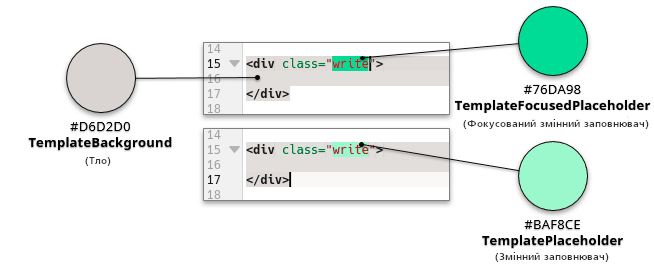 14
15 <div class="write">
16
17 </div>
18
#D6D2D0
TemplateBackground
(Тло)
#76DA98
TemplateFocusedPlaceholder
(Фокусований змінний заповнювач)
14
15 <div class="write">
16
17 </div>
18
#BAF8CE
TemplatePlaceholder
(Змінний заповнювач)